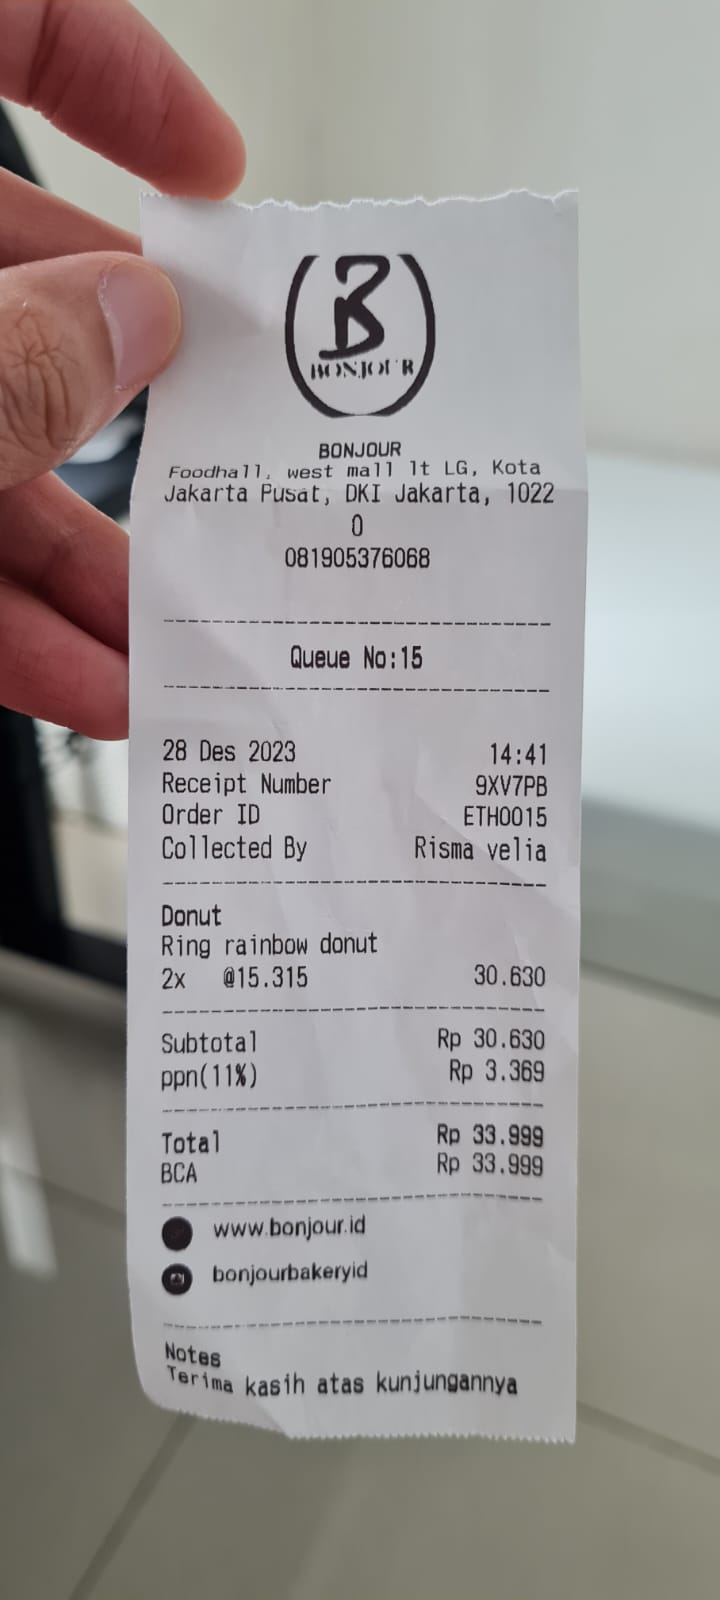 B
BONJOUR
BONJOUR
Foodhall, west mall lt LG, Kota
Jakarta Pusat, DKI Jakarta, 1022
0
081905376068
Queue No:15
28 Des 2023 14:41
Receipt Number 9XV7PB
Order ID ETH0015
Collected By Risma velia
Donut
Ring rainbow donut
2x @15.315 30.630
Subtotal Rp 30.630
ppn(11%) Rp 3.369
Total Rp 33.999
BCA Rp 33.999
www.bonjour.id
bonjourbakeryid
Notes
Terima kasih atas kunjungannya